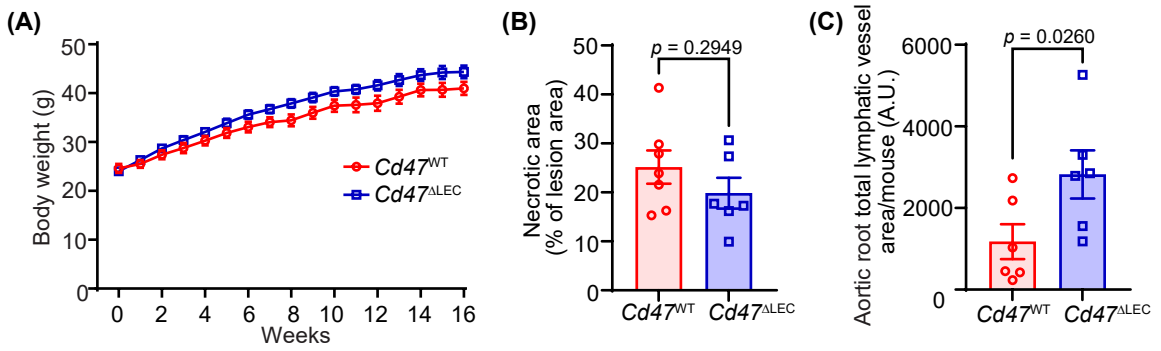 (A)
Body weight (g)
50
40
30
20
10
0
0 2 4 6 8 10 12 14 16
Weeks
Cd47WT
Cd47ΔLEC
(B)
Necrotic area
(% of lesion area)
50
40
30
20
10
0
p = 0.2949
Cd47WT Cd47ΔLEC
(C)
Aortic root total lymphatic vessel
area/mouse (A.U.)
6000
4000
2000
0
p = 0.0260
Cd47WT Cd47ΔLEC